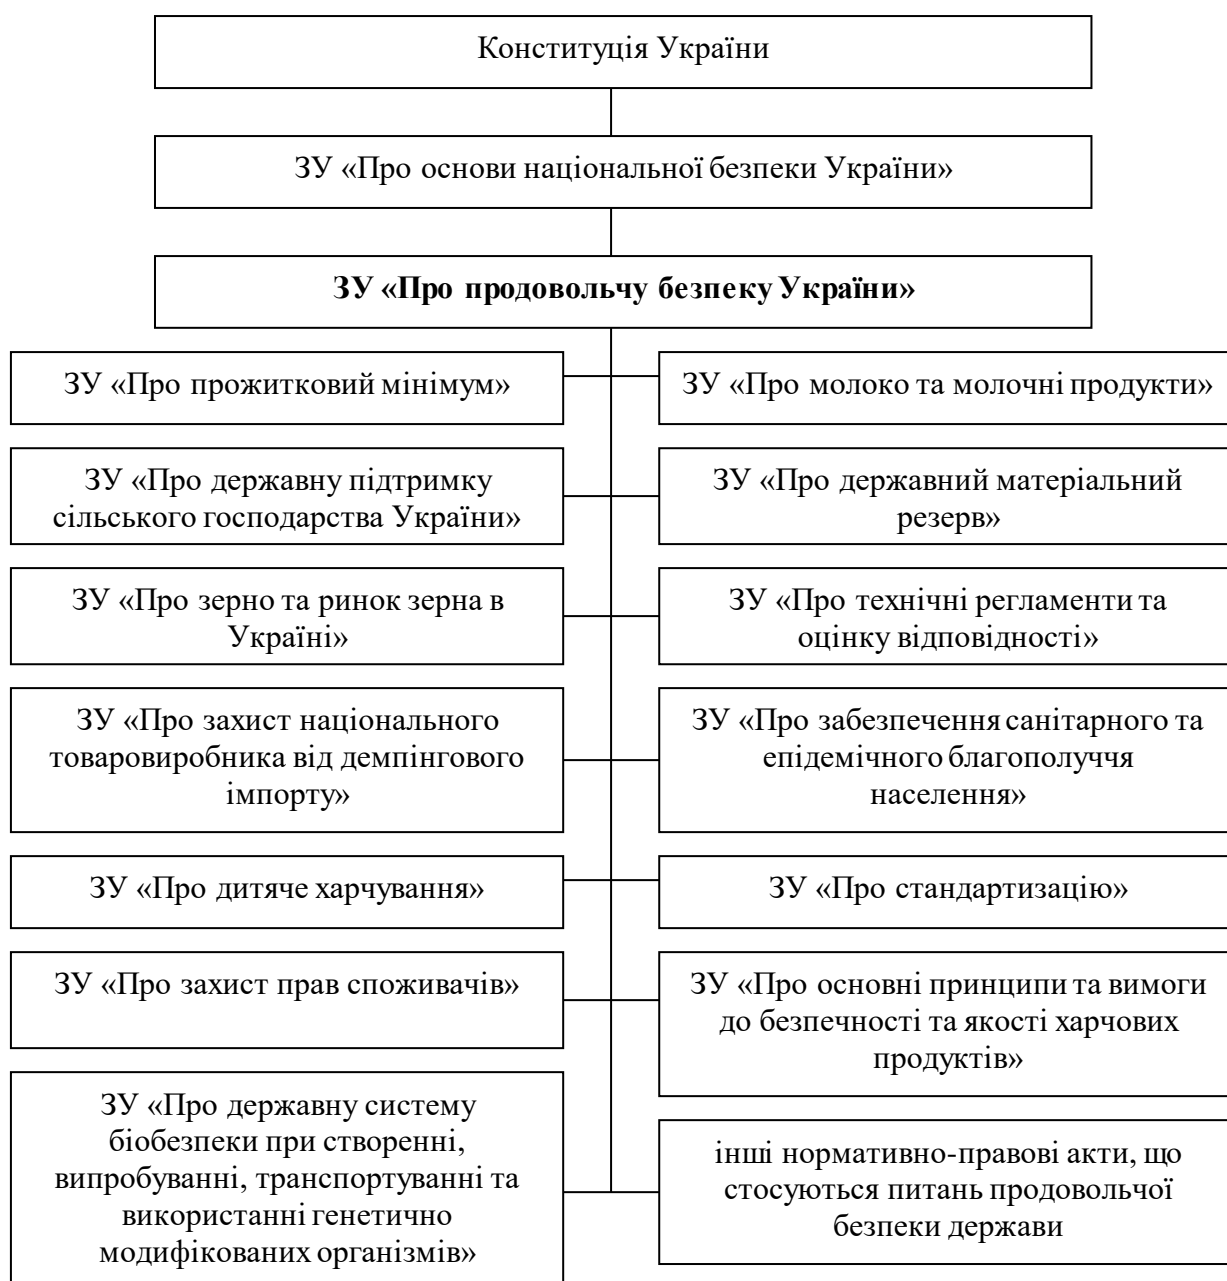 Конституція України
ЗУ «Про основи національної безпеки України»
ЗУ «Про продовольчу безпеку України»
ЗУ «Про прожитковий мінімум»
ЗУ «Про молоко та молочні продукти»
ЗУ «Про державну підтримку
сільського господарства України»
ЗУ «Про державний матеріальний
резерв»
ЗУ «Про зерно та ринок зерна в
Україні»
ЗУ «Про технічні регламенти та
оцінку відповідності»
ЗУ «Про захист національного
товаровиробника від демпінгового
імпорту»
ЗУ «Про забезпечення санітарного та
епідемічного благополуччя
населення»
ЗУ «Про дитяче харчування»
ЗУ «Про стандартизацію»
ЗУ «Про захист прав споживачів»
ЗУ «Про основні принципи та вимоги
до безпечності та якості харчових
продуктів»
ЗУ «Про державну систему
біобезпеки при створенні,
випробуванні, транспортуванні та
використанні генетично
модифікованих організмів»
інші нормативно-правові акти, що
стосуються питань продовольчої
безпеки держави